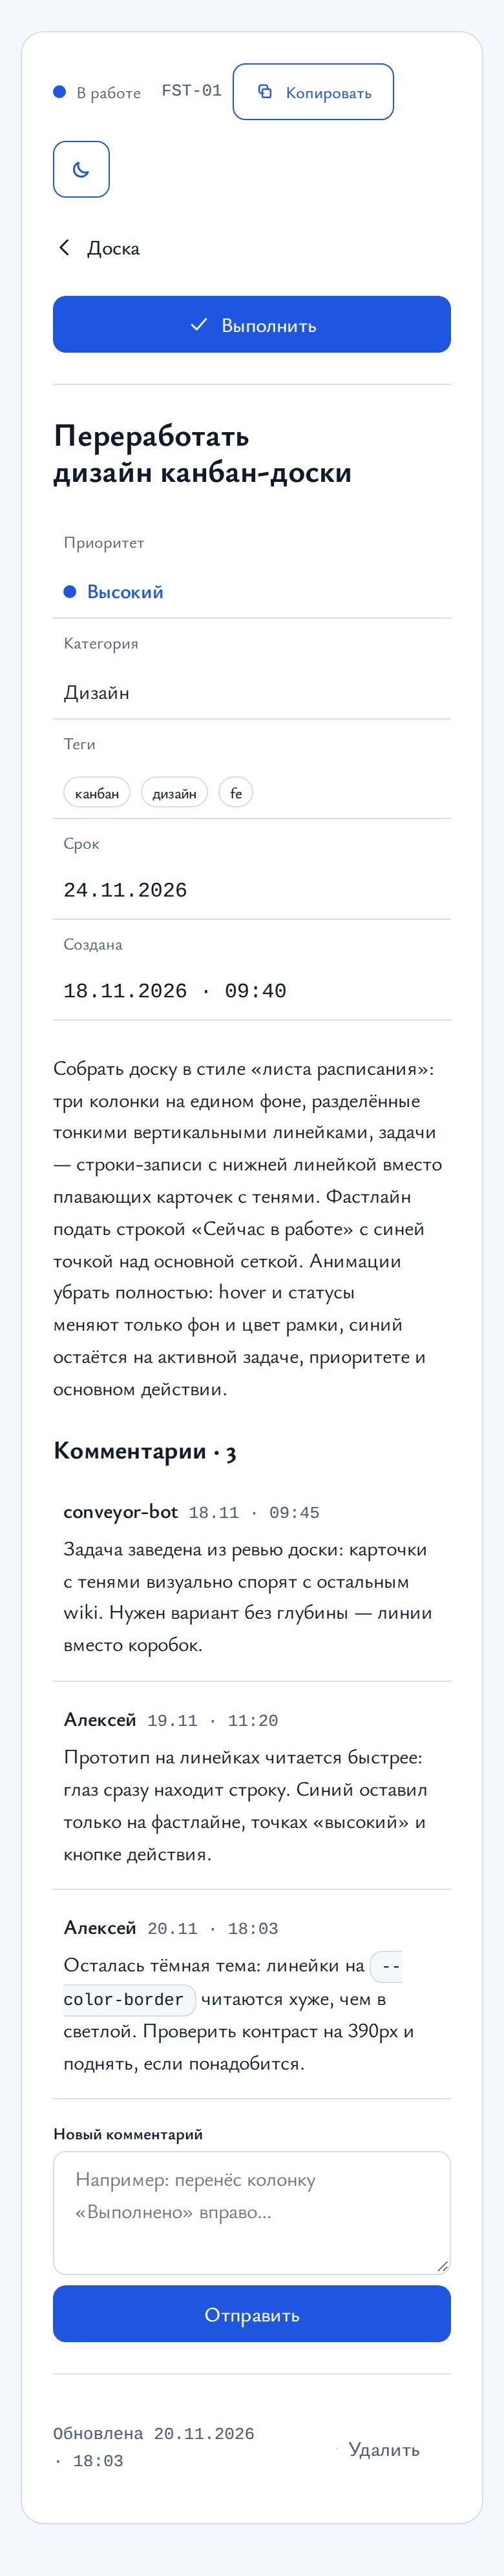 В работе FST-01 Копировать
Доска
Выполнить
Переработать
дизайн канбан-доски
Приоритет
Высокий
Категория
Дизайн
Теги
канбан дизайн fe
Срок
24.11.2026
Создана
18.11.2026 · 09:40
Собрать доску в стиле «листа расписания»:
три колонки на едином фоне, разделённые
тонкими вертикальными линейками, задачи
— строки-записи с нижней линейкой вместо
плавающих карточек с тенями. Фастлайн
подать строкой «Сейчас в работе» с синей
точкой над основной сеткой. Анимации
убрать полностью: hover и статусы
меняют только фон и цвет рамки, синий
остаётся на активной задаче, приоритете и
основном действии.
Комментарии · 3
conveyor-bot 18.11 · 09:45
Задача заведена из ревью доски: карточки
с тенями визуально спорят с остальным
wiki. Нужен вариант без глубины — линии
вместо коробок.
Алексей 19.11 · 11:20
Прототип на линейках читается быстрее:
глаз сразу находит строку. Синий оставил
только на фастлайне, точках «высокий» и
кнопке действия.
Алексей 20.11 · 18:03
Осталась тёмная тема: линейки на --
color-border читаются хуже, чем в
светлой. Проверить контраст на 390px и
поднять, если понадобится.
Новый комментарий
Например: перенёс колонку
«Выполнено» вправо…
Отправить
Обновлена 20.11.2026
· 18:03
Удалить